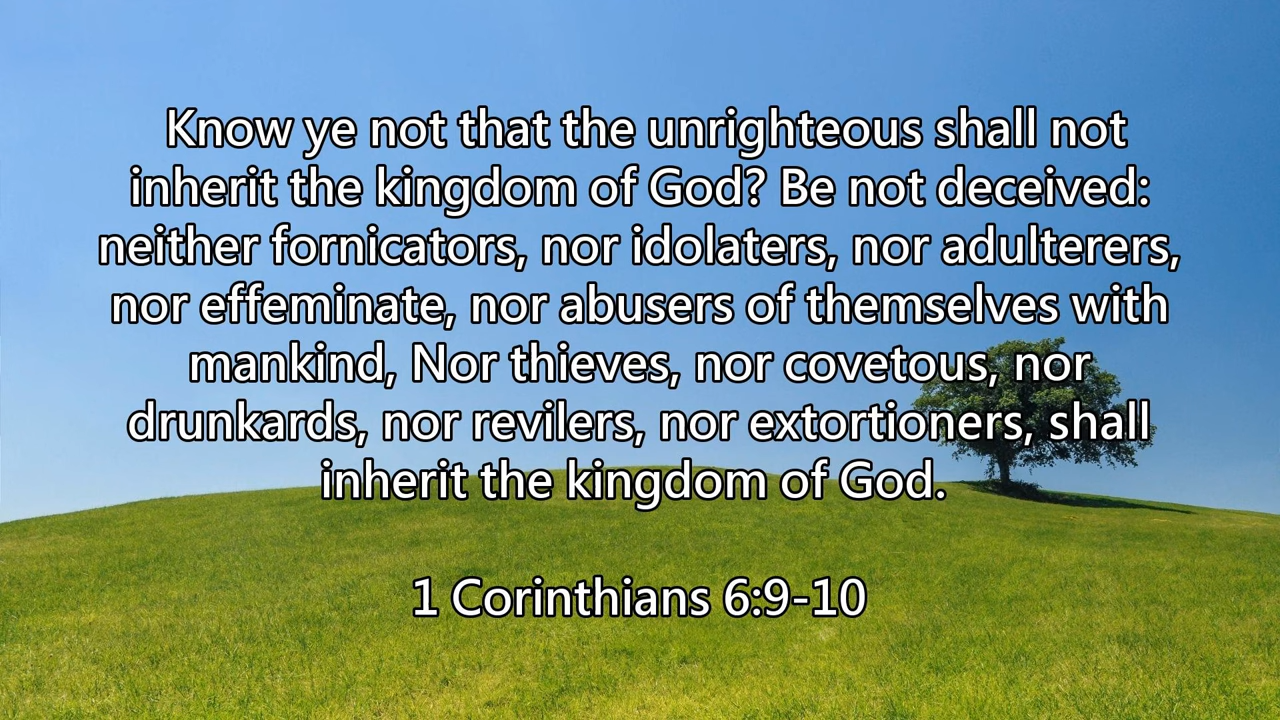 Know ye not that the unrighteous shall not
inherit the kingdom of God? Be not deceived:
neither fornicators, nor idolaters, nor adulterers,
nor effeminate, nor abusers of themselves with
mankind, Nor thieves, nor covetous, nor
drunkards, nor revilers, nor extortioners, shall
inherit the kingdom of God.
1 Corinthians 6:9-10